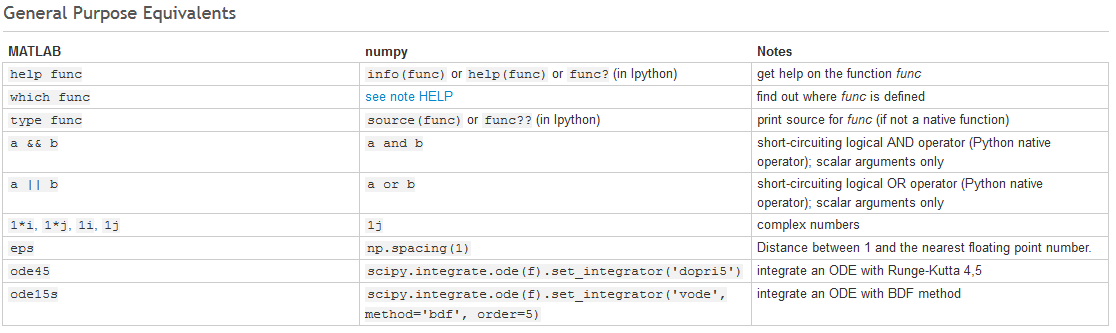 General Purpose Equivalents
MATLAB numpy Notes
help func info(func) or help(func) or func? (in Ipython) get help on the function func
which func see note HELP find out where func is defined
type func source(func) or func?? (in Ipython) print source for func (if not a native function)
a && b a and b short-circuiting logical AND operator (Python native
operator); scalar arguments only
a || b a or b short-circuiting logical OR operator (Python native
operator); scalar arguments only
1*i, 1*j, 1i, 1j 1j complex numbers
eps np.spacing(1) Distance between 1 and the nearest floating point number.
ode45 scipy.integrate.ode(f).set_integrator('dopri5') integrate an ODE with Runge-Kutta 4,5
ode15s scipy.integrate.ode(f).set_integrator('vode', integrate an ODE with BDF method
method='bdf', order=5)